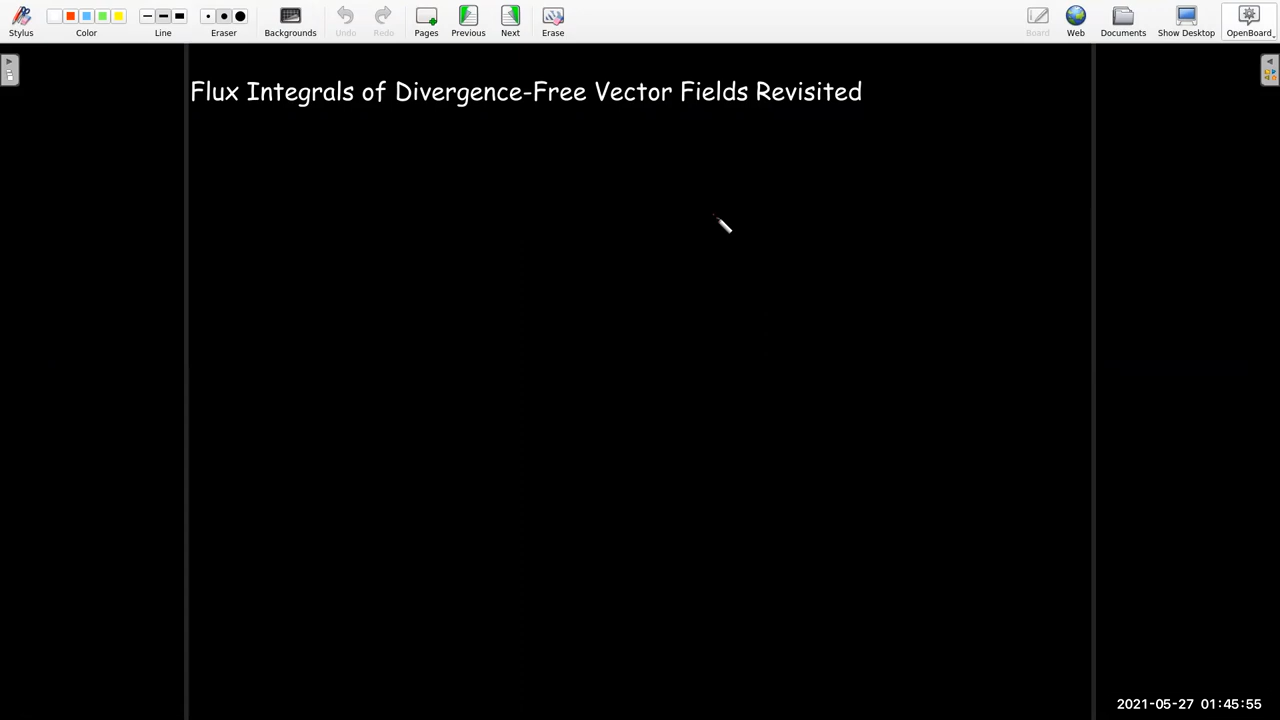 Stylus Color Line Eraser Backgrounds Undo Redo Pages Previous Next Erase Board Web Documents Show Desktop OpenBoard
Flux Integrals of Divergence-Free Vector Fields Revisited
2021-05-27 01:45:55